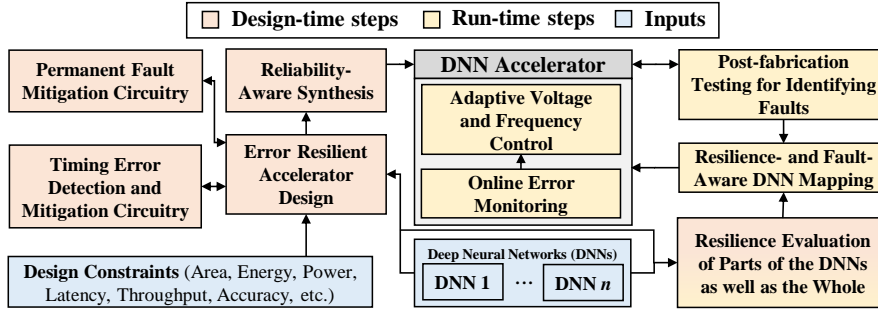 Design-time steps
Run-time steps
Inputs
Permanent Fault
Mitigation Circuitry
Reliability-
Aware Synthesis
DNN Accelerator
Adaptive Voltage
and Frequency
Control
Online Error
Monitoring
Post-fabrication
Testing for Identifying
Faults
Timing Error
Detection and
Mitigation Circuitry
Error Resilient
Accelerator
Design
Resilience- and Fault-
Aware DNN Mapping
Design Constraints (Area, Energy, Power,
Latency, Throughput, Accuracy, etc.)
Deep Neural Networks (DNNs)
DNN 1 ... DNN n
Resilience Evaluation
of Parts of the DNNs
as well as the Whole